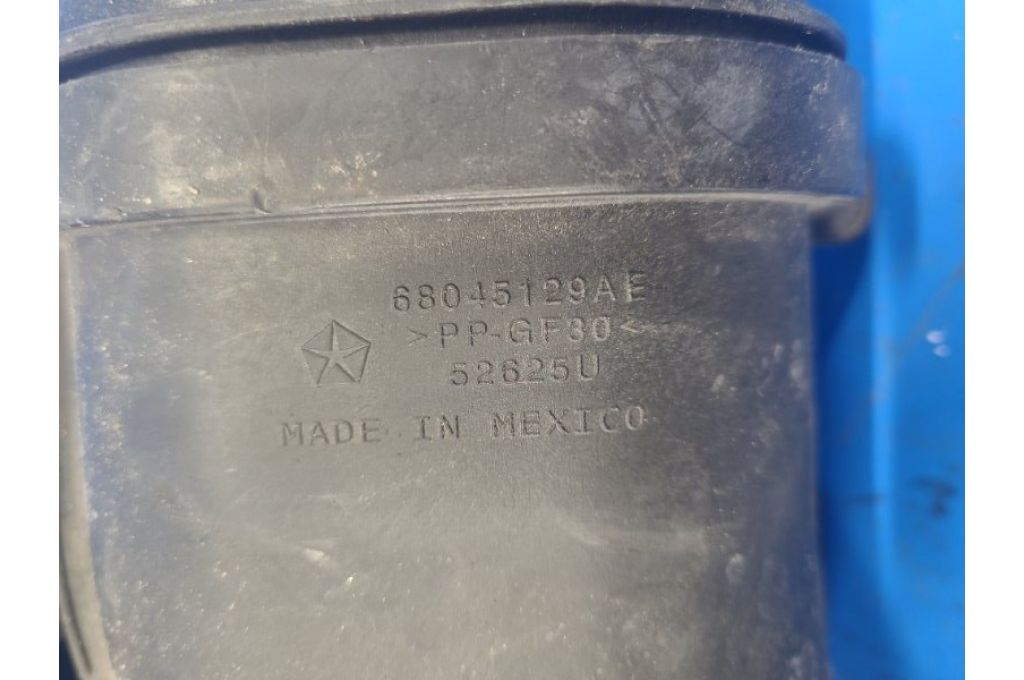 68045129AE
>PP-GF30<
52625U
MADE IN MEXICO